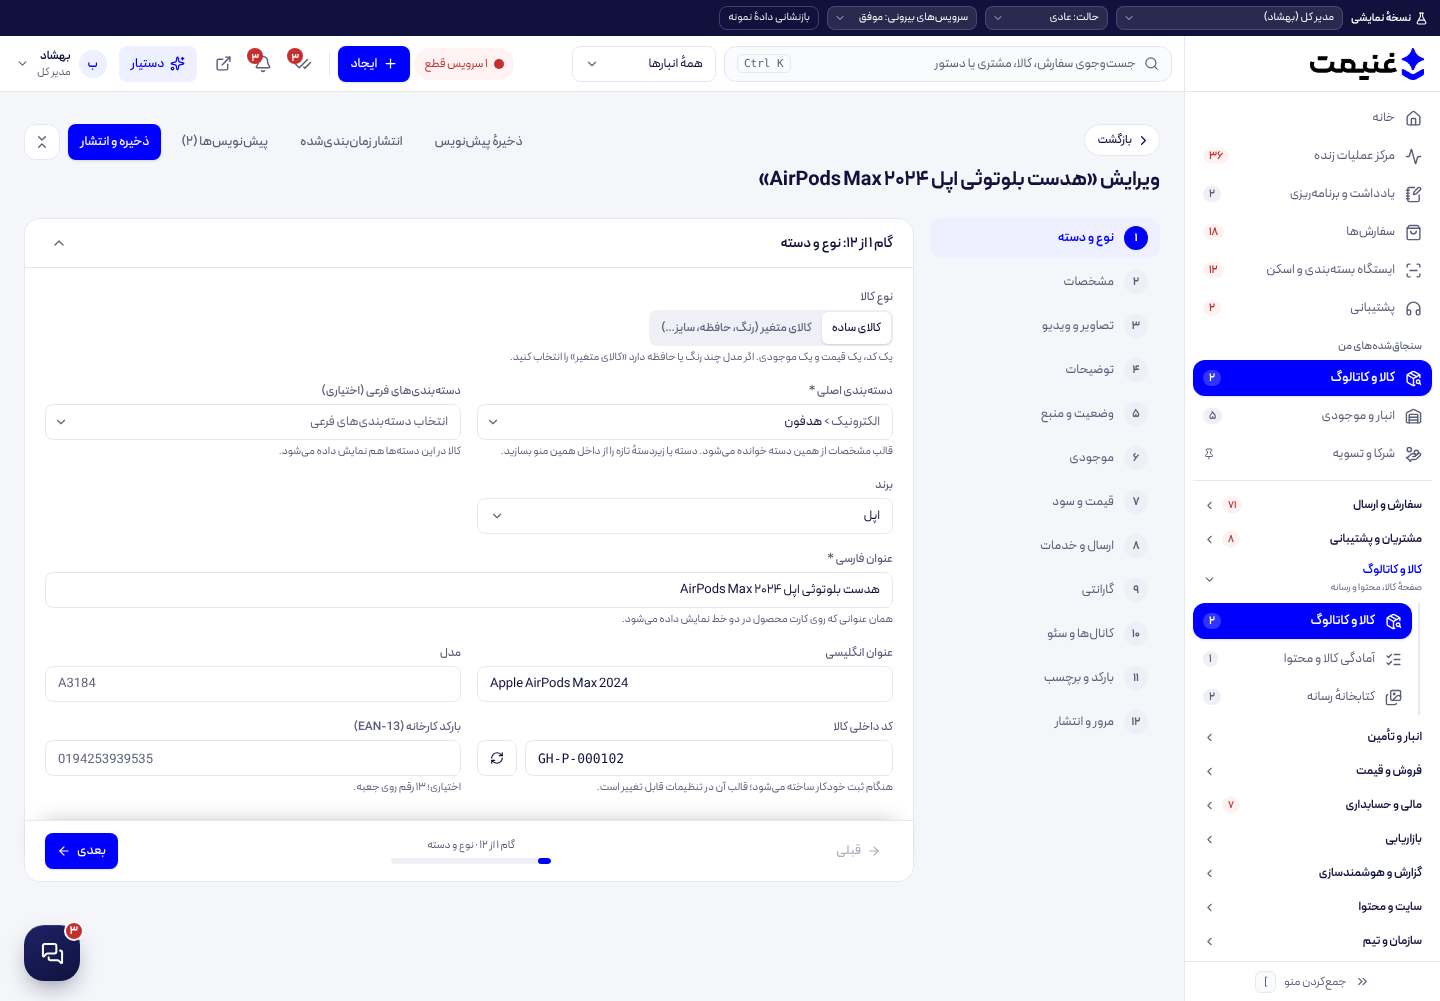 نسخهٔ نمایشی
مدیر کل (بهشاد)
حالت: عادی
سرویس‌های بیرونی: موفق
بازنشانی دادهٔ نمونه
غنیمت
جست‌وجوی سفارش، کالا، مشتری یا دستور
Ctrl K
همهٔ انبارها
۱ سرویس قطع
ایجاد
۳
۳
دستیار
ب
بهشاد
مدیر کل
خانه
مرکز عملیات زنده
۳۶
یادداشت و برنامه‌ریزی
۲
سفارش‌ها
۱۸
ایستگاه بسته‌بندی و اسکن
۱۲
پشتیبانی
۲
سنجاق‌شده‌های من
کالا و کاتالوگ
۲
انبار و موجودی
۵
شرکا و تسویه
سفارش و ارسال
۷۱
مشتریان و پشتیبانی
۸
کالا و کاتالوگ
صفحهٔ کالا، محتوا و رسانه
کالا و کاتالوگ
۲
آمادگی کالا و محتوا
۱
کتابخانهٔ رسانه
۲
انبار و تأمین
فروش و قیمت
مالی و حسابداری
۷
بازاریابی
گزارش و هوشمندسازی
سایت و محتوا
سازمان و تیم
جمع‌کردن منو
[
بازگشت
ویرایش «هدست بلوتوثی اپل AirPods Max ۲۰۲۴»
ذخیرهٔ پیش‌نویس
انتشار زمان‌بندی‌شده
پیش‌نویس‌ها (۲)
ذخیره و انتشار
۱ نوع و دسته
۲ مشخصات
۳ تصاویر و ویدیو
۴ توضیحات
۵ وضعیت و منبع
۶ موجودی
۷ قیمت و سود
۸ ارسال و خدمات
۹ گارانتی
۱۰ کانال‌ها و سئو
۱۱ بارکد و برچسب
۱۲ مرور و انتشار
گام ۱ از ۱۲: نوع و دسته
نوع کالا
کالای ساده
کالای متغیر (رنگ، حافظه، سایز…)
یک کد، یک قیمت و یک موجودی. اگر مدل چند رنگ یا حافظه دارد «کالای متغیر» را انتخاب کنید.
دسته‌بندی اصلی *
دسته‌بندی‌های فرعی (اختیاری)
الکترونیک › هدفون
انتخاب دسته‌بندی‌های فرعی
قالب مشخصات از همین دسته خوانده می‌شود. دسته یا زیردستهٔ تازه را از داخل همین منو بسازید.
کالا در این دسته‌ها هم نمایش داده می‌شود.
برند
اپل
عنوان فارسی *
هدست بلوتوثی اپل AirPods Max ۲۰۲۴
همان عنوانی که روی کارت محصول در دو خط نمایش داده می‌شود.
عنوان انگلیسی
مدل
Apple AirPods Max 2024
A3184
کد داخلی کالا
بارکد کارخانه (EAN-13)
GH-P-000102
0194253939535
هنگام ثبت خودکار ساخته می‌شود؛ قالب آن در تنظیمات قابل تغییر است.
اختیاری؛ ۱۳ رقم روی جعبه.
قبلی
گام ۱ از ۱۲ · نوع و دسته
بعدی
۳